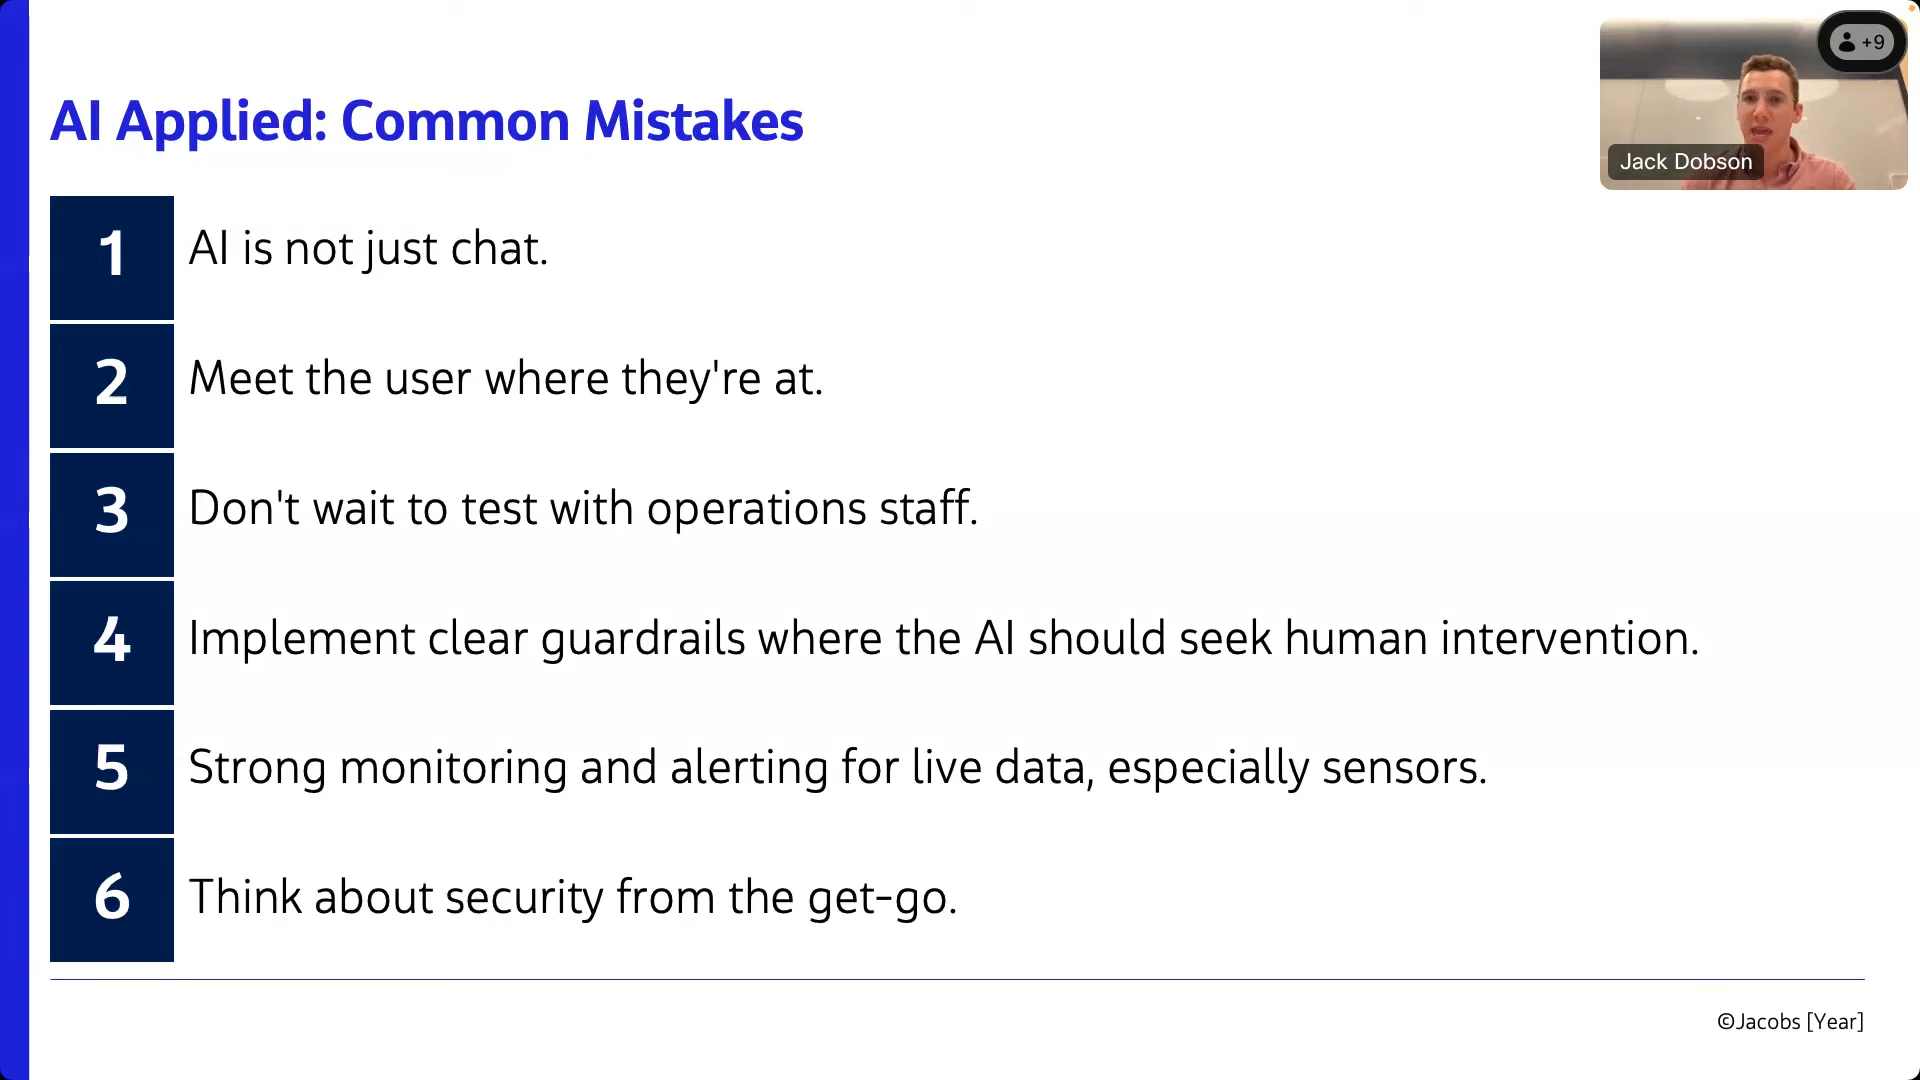 AI Applied: Common Mistakes
+9
Jack Dobson
1 AI is not just chat.
2 Meet the user where they're at.
3 Don't wait to test with operations staff.
4 Implement clear guardrails where the AI should seek human intervention.
5 Strong monitoring and alerting for live data, especially sensors.
6 Think about security from the get-go.
©Jacobs [Year]